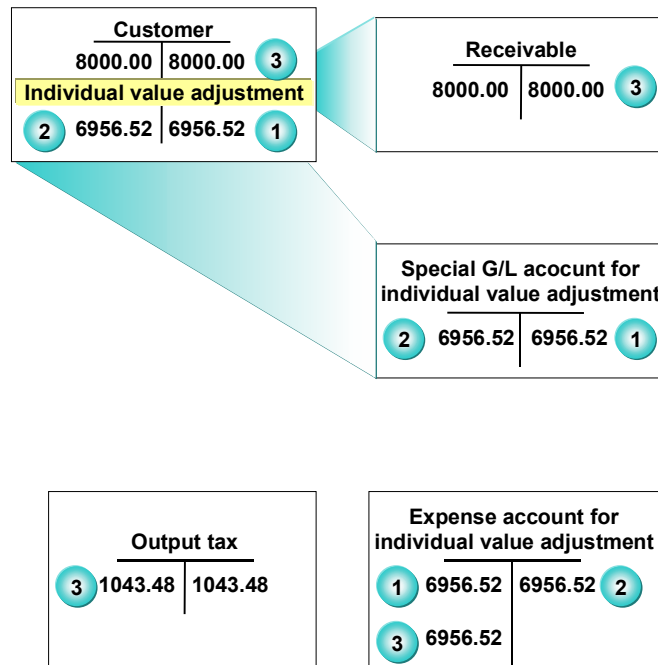 Customer
8000.00 8000.00 3
Individual value adjustment
2 6956.52 6956.52 1
Receivable
8000.00 8000.00 3
Special G/L acocunt for
individual value adjustment
2 6956.52 6956.52 1
Output tax
3 1043.48 1043.48
Expense account for
individual value adjustment
1 6956.52 6956.52 2
3 6956.52